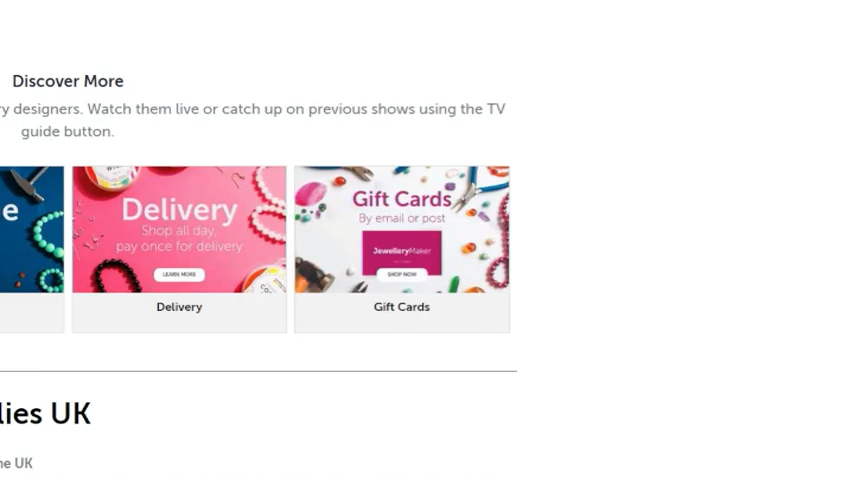 Discover More
ry designers. Watch them live or catch up on previous shows using the TV
guide button.
e
Delivery
Shop all day,
pay once for delivery
LEARN MORE
Delivery
Gift Cards
By email or post
JewelleryMaker
SHOP NOW
Gift Cards
lies UK
he UK